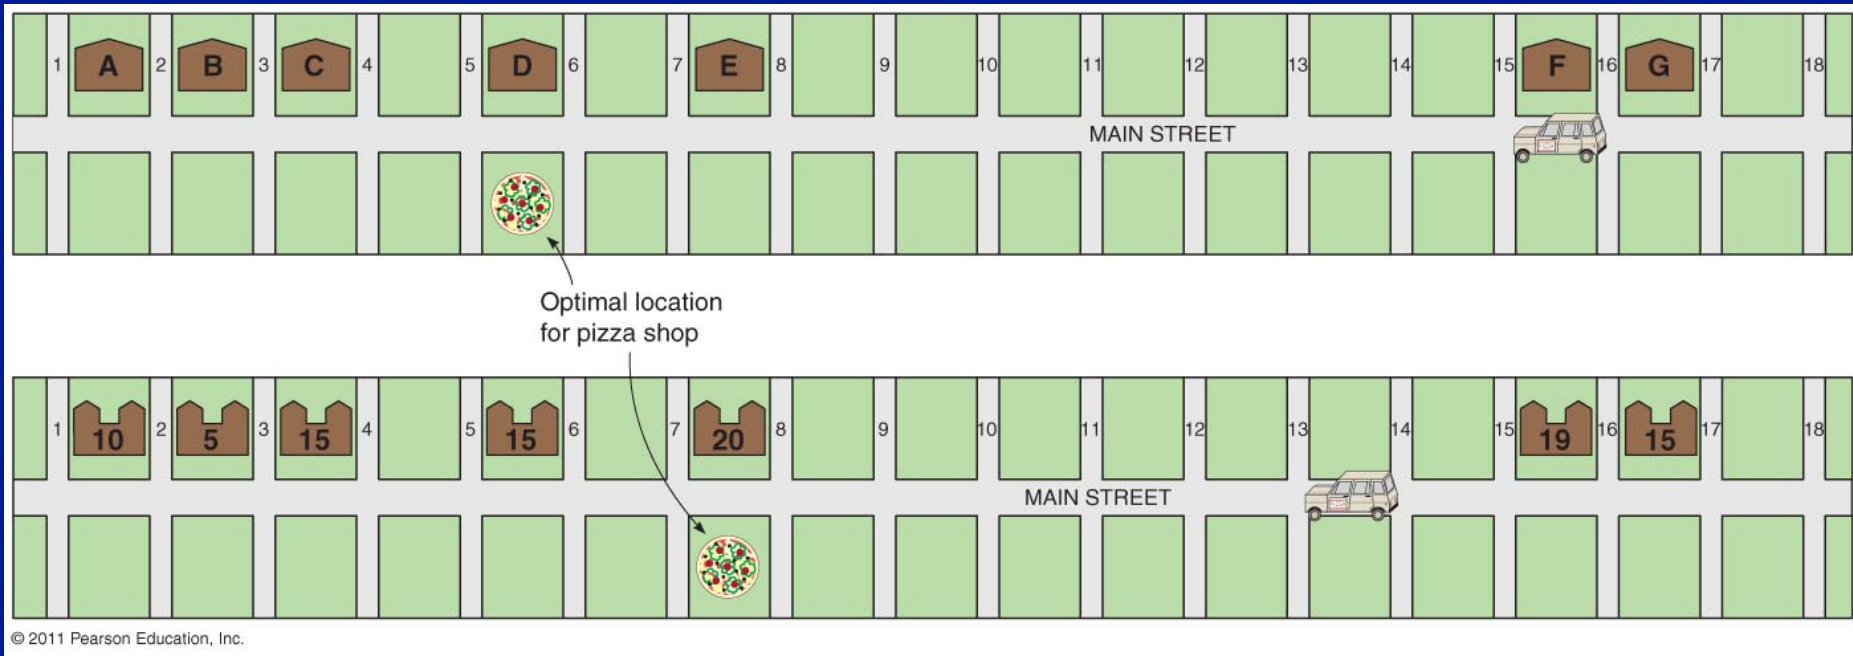 1 A 2 B 3 C 4 5 D 6 7 E 8 9 10 11 12 13 14 15 F 16 G 17 18
MAIN STREET
Optimal location
for pizza shop
1 10 2 5 3 15 4 5 15 6 7 20 8 9 10 11 12 13 14 15 19 16 15 17 18
MAIN STREET
© 2011 Pearson Education, Inc.